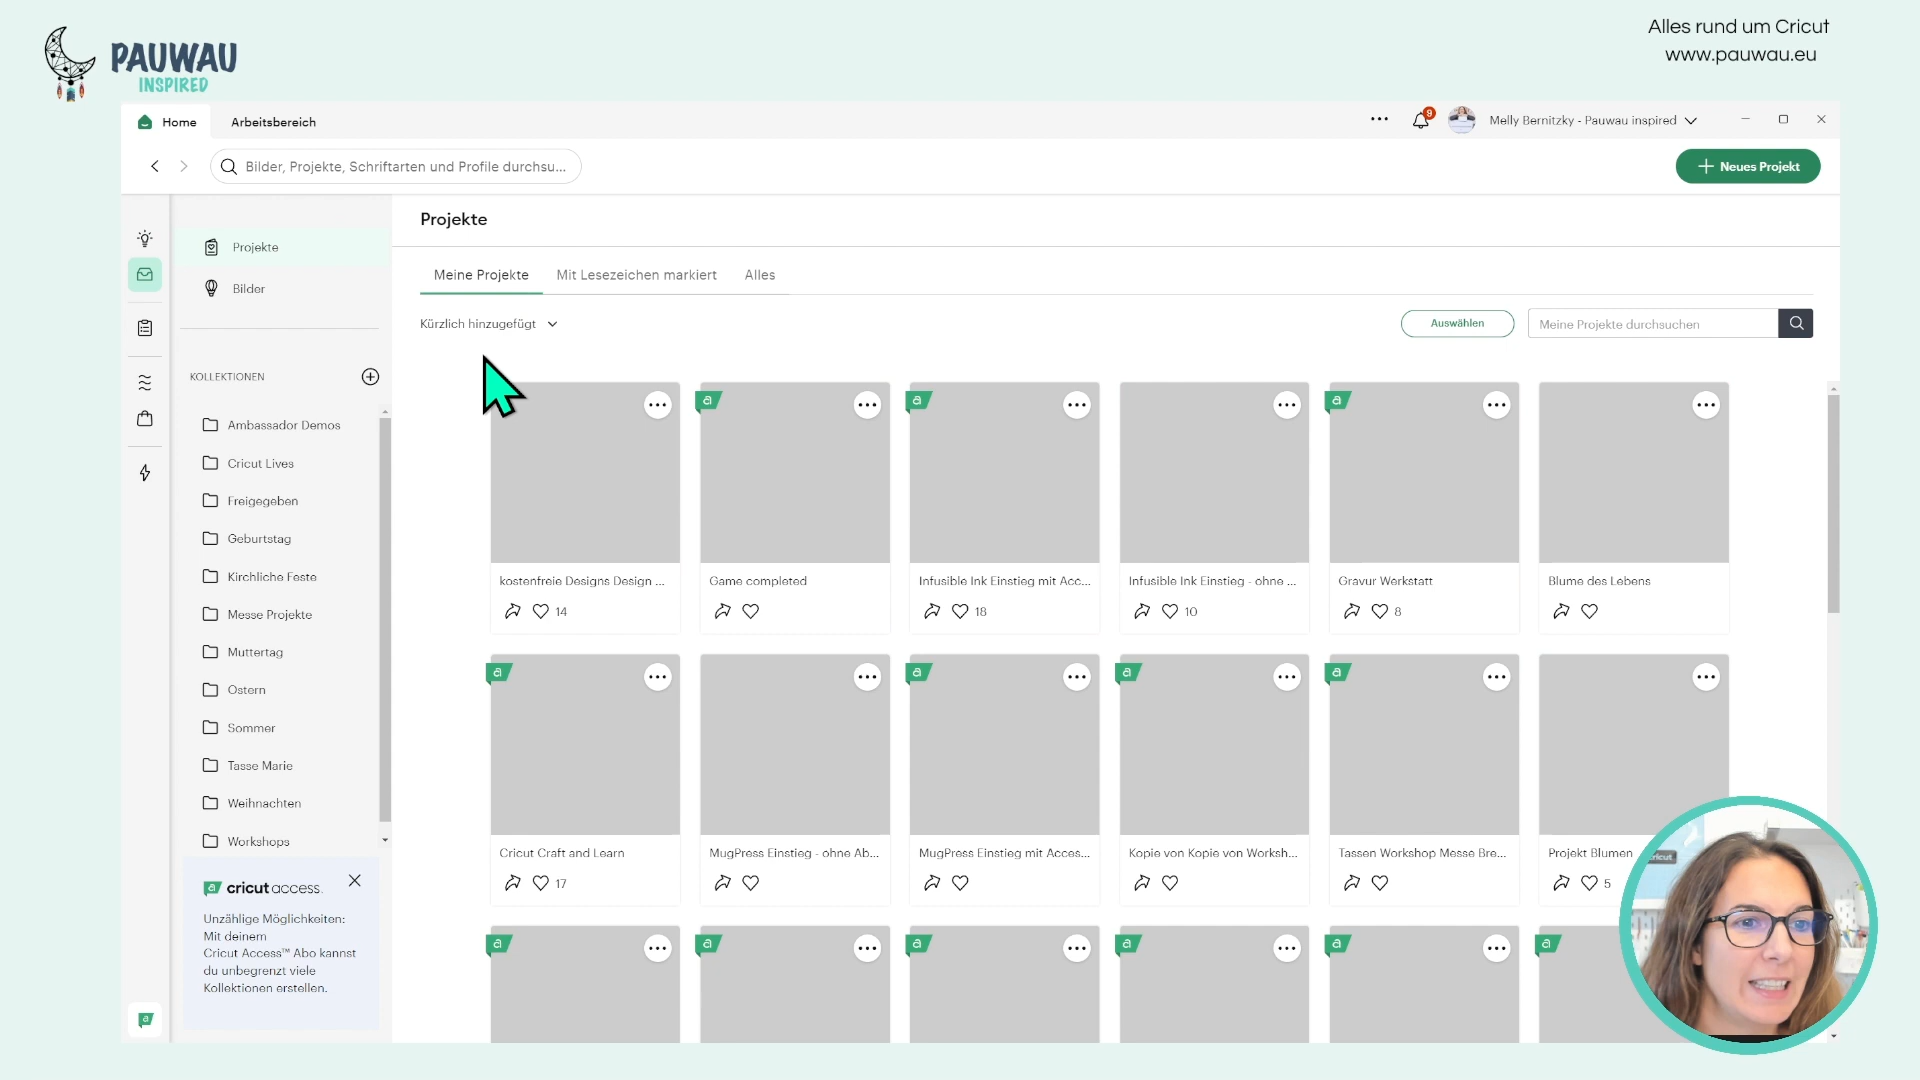 PAUWAU
INSPIRED
Alles rund um Cricut
www.pauwau.eu
Home
Arbeitsbereich
9
Melly Bernitzky - Pauwau inspired
Bilder, Projekte, Schriftarten und Profile durchsu...
Neues Projekt
Projekte
Bilder
KOLLEKTIONEN
Ambassador Demos
Cricut Lives
Freigegeben
Geburtstag
Kirchliche Feste
Messe Projekte
Muttertag
Ostern
Sommer
Tasse Marie
Weihnachten
Workshops
a cricut access.
Unzählige Möglichkeiten:
Mit deinem
Cricut Access™ Abo kannst
du unbegrenzt viele
Kollektionen erstellen.
a
Projekte
Meine Projekte Mit Lesezeichen markiert Alles
Kürzlich hinzugefügt
Auswählen
Meine Projekte durchsuchen
a a a
kostenfreie Designs Design ...
14
Game completed
Infusible Ink Einstieg mit Acc...
18
Infusible Ink Einstieg - ohne ...
10
Gravur Werkstatt
8
Blume des Lebens
a a a a
Cricut Craft and Learn
17
MugPress Einstieg - ohne Ab...
MugPress Einstieg mit Acces...
Kopie von Kopie von Worksh...
Tassen Workshop Messe Bre...
Projekt Blumen
5
a a a a a a
cricut